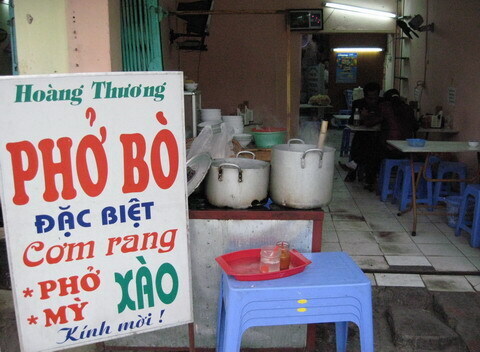 Hoàng Thương
PHỞ BÒ
ĐẶC BIỆT
Cơm rang
* PHỞ XÀO
* MỲ
Kính mời !